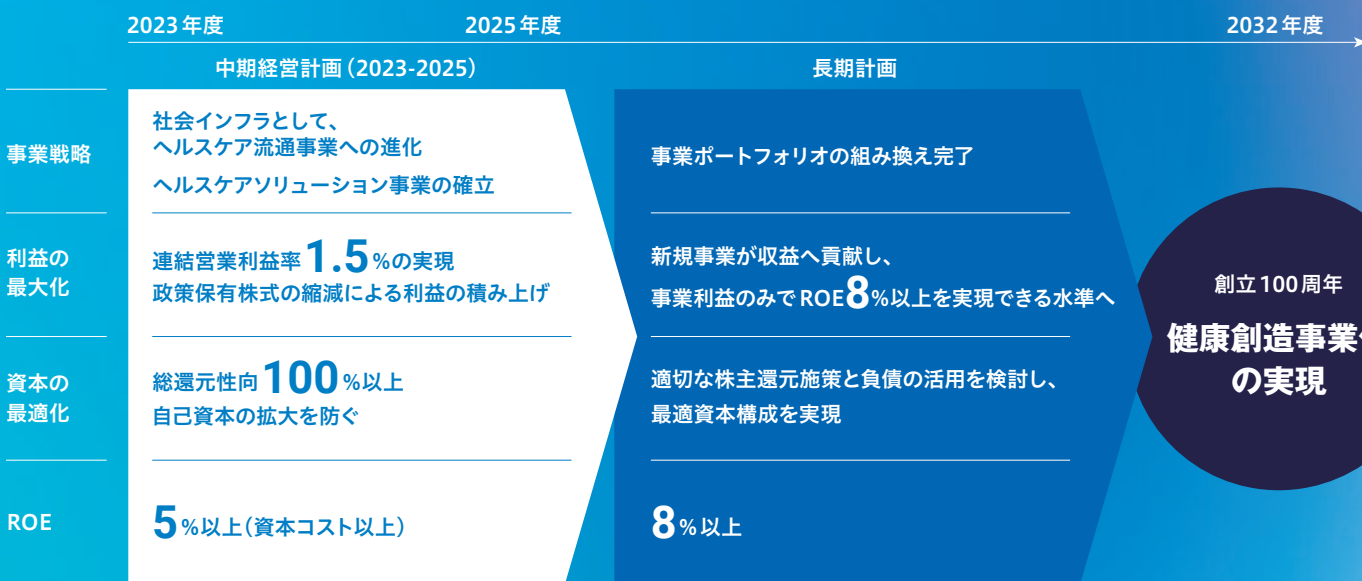 2023年度
2025年度
2032年度
中期経営計画(2023-2025)
長期計画
事業戦略
社会インフラとして、
ヘルスケア流通事業への進化
ヘルスケアソリューション事業の確立
事業ポートフォリオの組み換え完了
利益の
最大化
連結営業利益率1.5%の実現
政策保有株式の縮減による利益の積み上げ
新規事業が収益へ貢献し、
事業利益のみでROE8%以上を実現できる水準へ
資本の
最適化
総還元性向100%以上
自己資本の拡大を防ぐ
適切な株主還元施策と負債の活用を検討し、
最適資本構成を実現
ROE
5%以上(資本コスト以上)
8%以上
創立100周年
健康創造事業
の実現